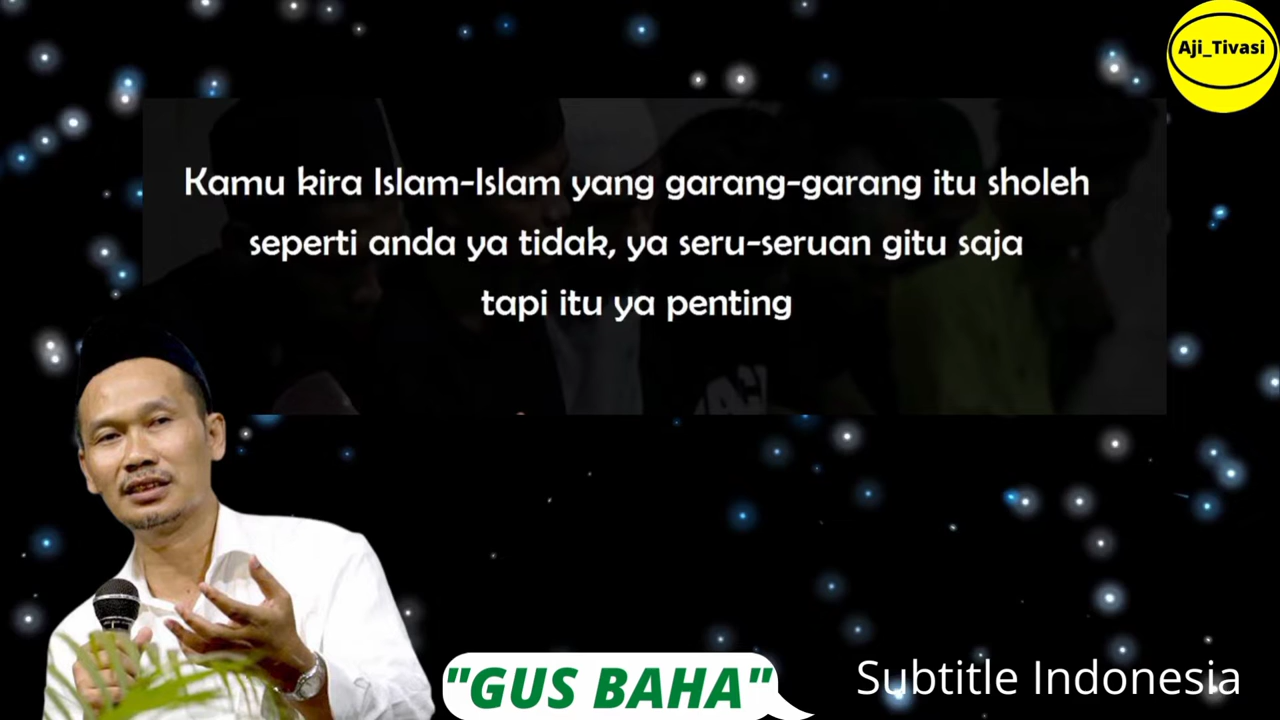 Aji_Tivasi
Kamu kira Islam-Islam yang garang-garang itu sholeh
seperti anda ya tidak, ya seru-seruan gitu saja
tapi itu ya penting
"GUS BAHA"
Subtitle Indonesia